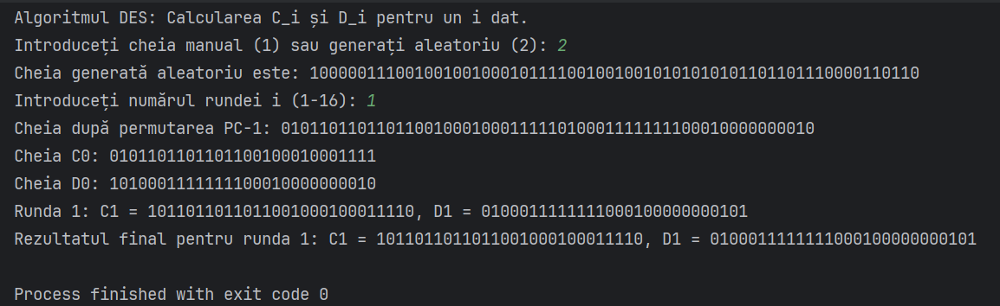 Algoritmul DES: Calcularea C_i și D_i pentru un i dat.
Introduceți cheia manual (1) sau generați aleatoriu (2): 2
Cheia generată aleatoriu este: 1000001110010010010001011110010010010101010101101101110000110110
Introduceți numărul rundei i (1-16): 1
Cheia după permutarea PC-1: 01011011011011001000100011111010001111111100010000000010
Cheia C0: 0101101101101100100010001111
Cheia D0: 1010001111111100010000000010
Runda 1: C1 = 1011011011011001000100011110, D1 = 0100011111111000100000000101
Rezultatul final pentru runda 1: C1 = 1011011011011001000100011110, D1 = 0100011111111000100000000101
Process finished with exit code 0